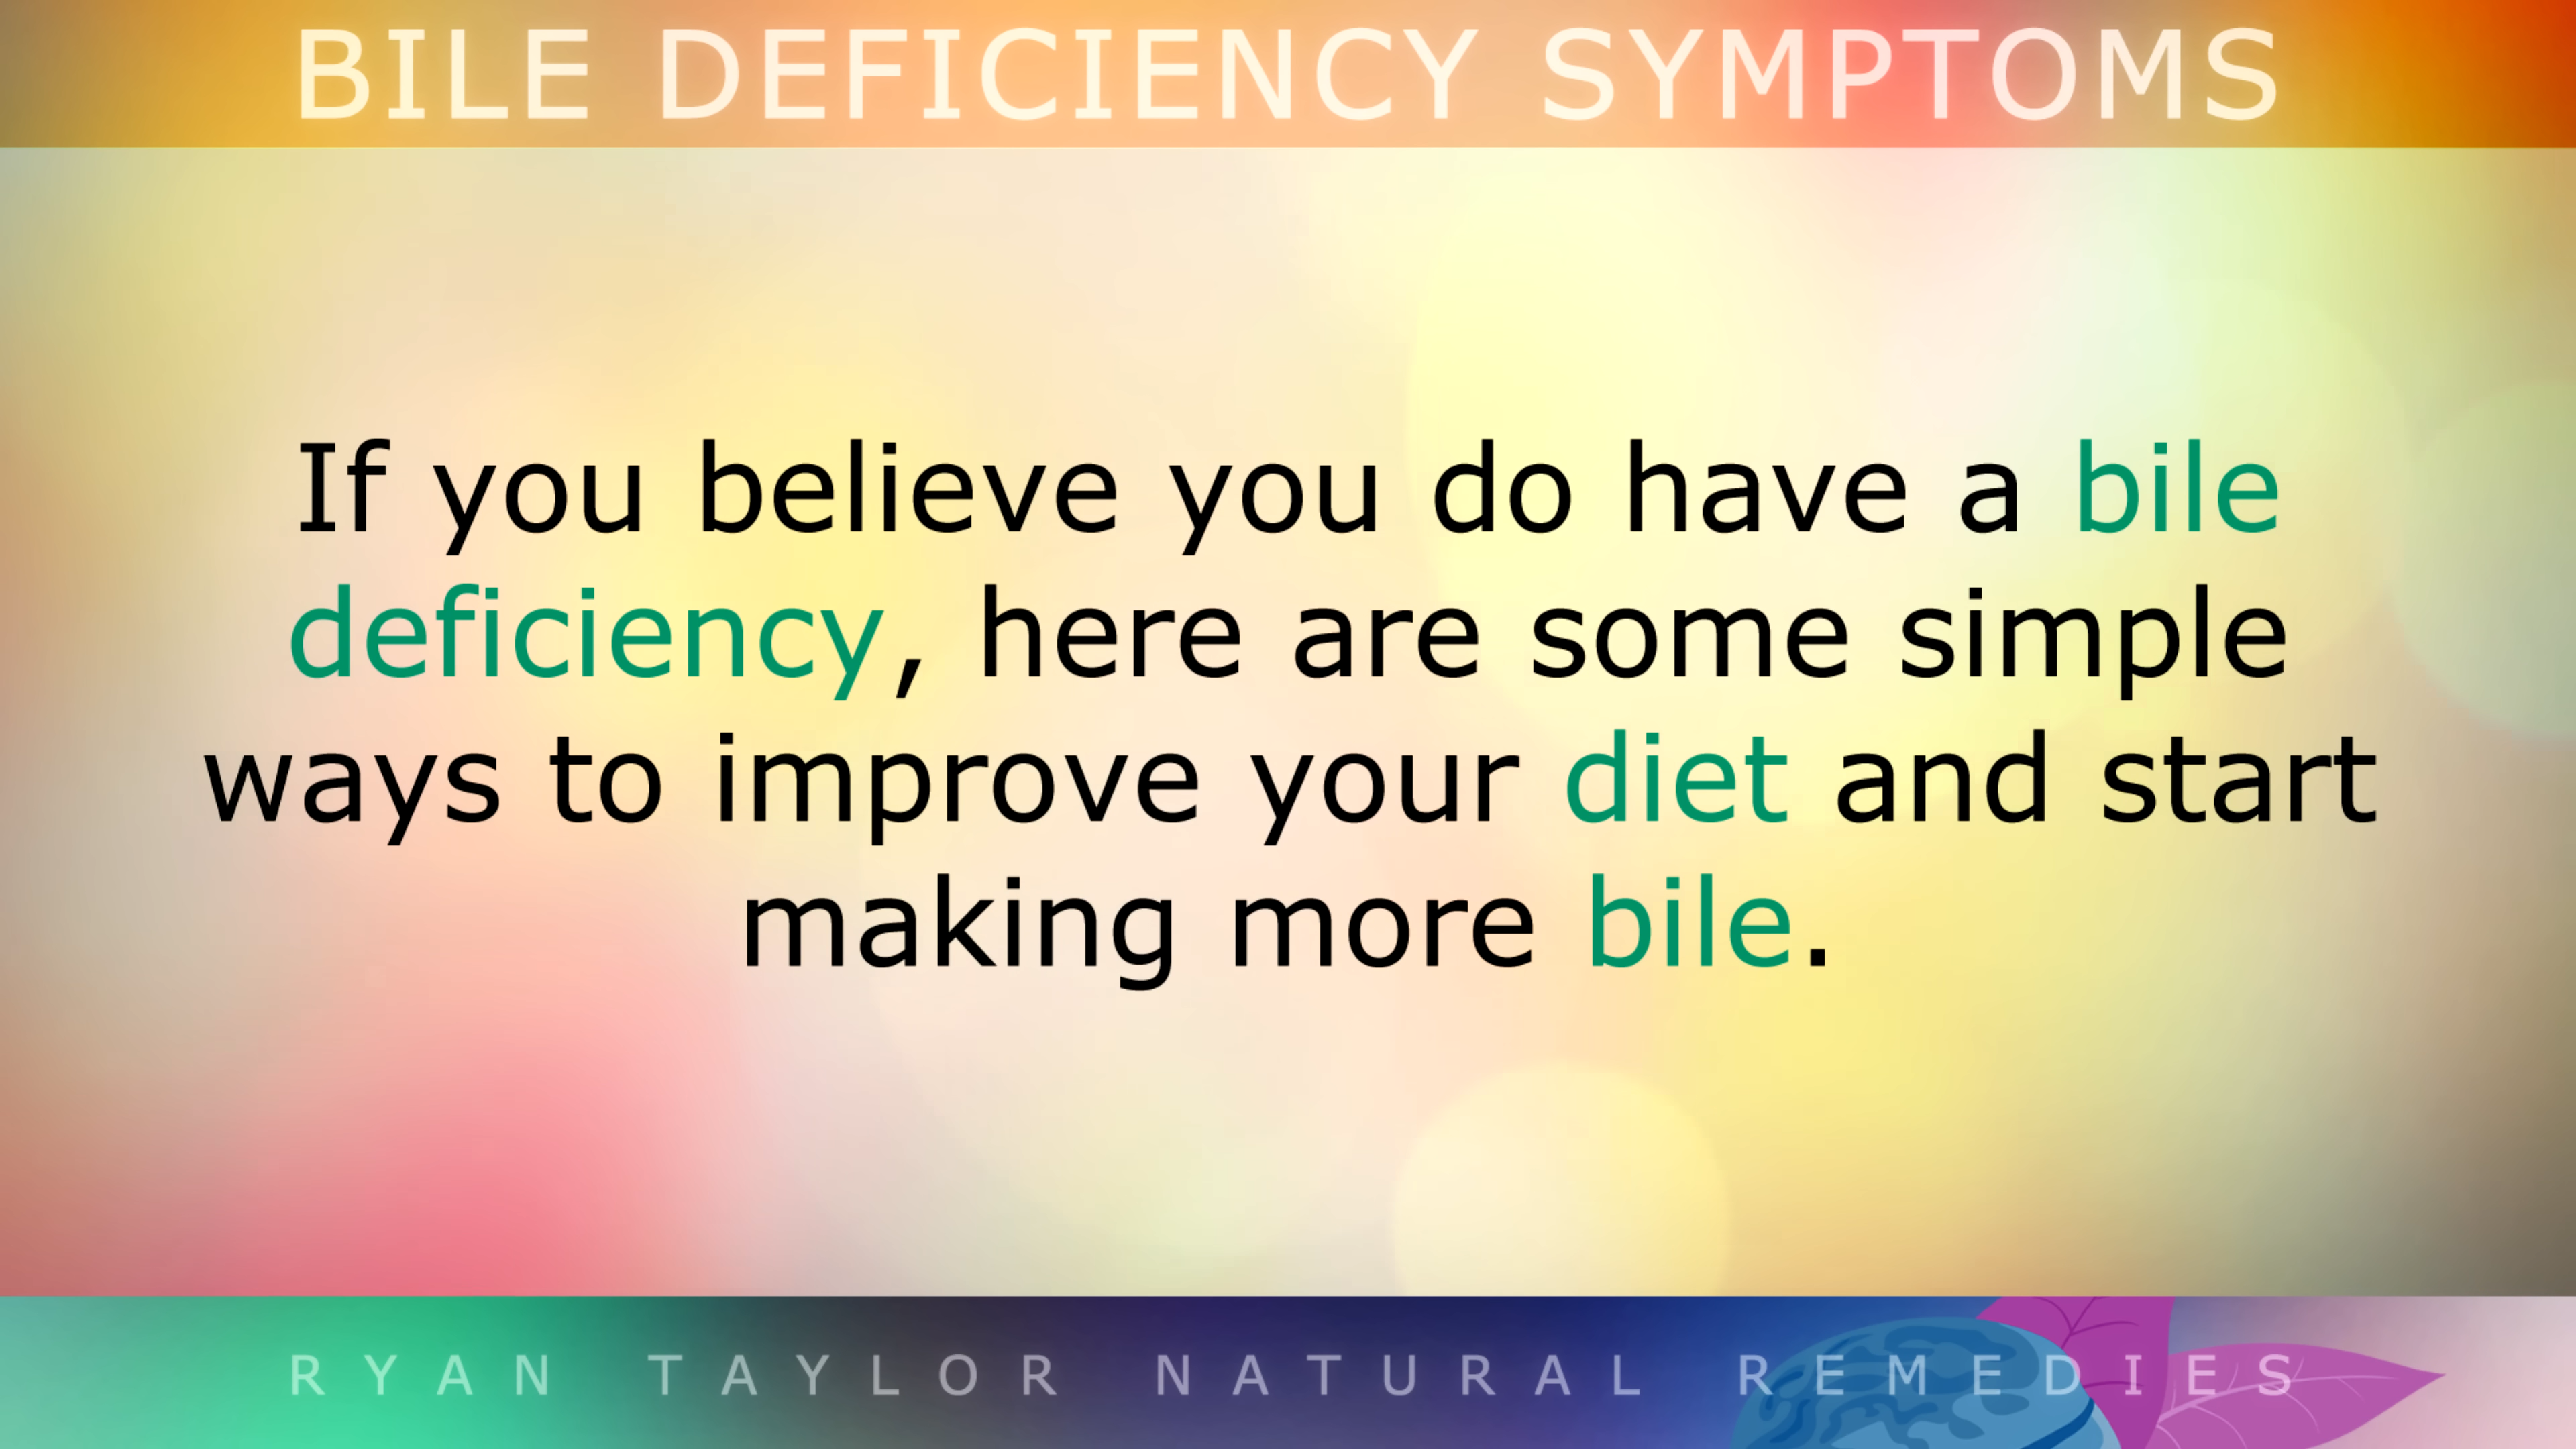 BILE DEFICIENCY SYMPTOMS
If you believe you do have a bile
deficiency, here are some simple
ways to improve your diet and start
making more bile.
RYAN TAYLOR NATURAL REMEDIES